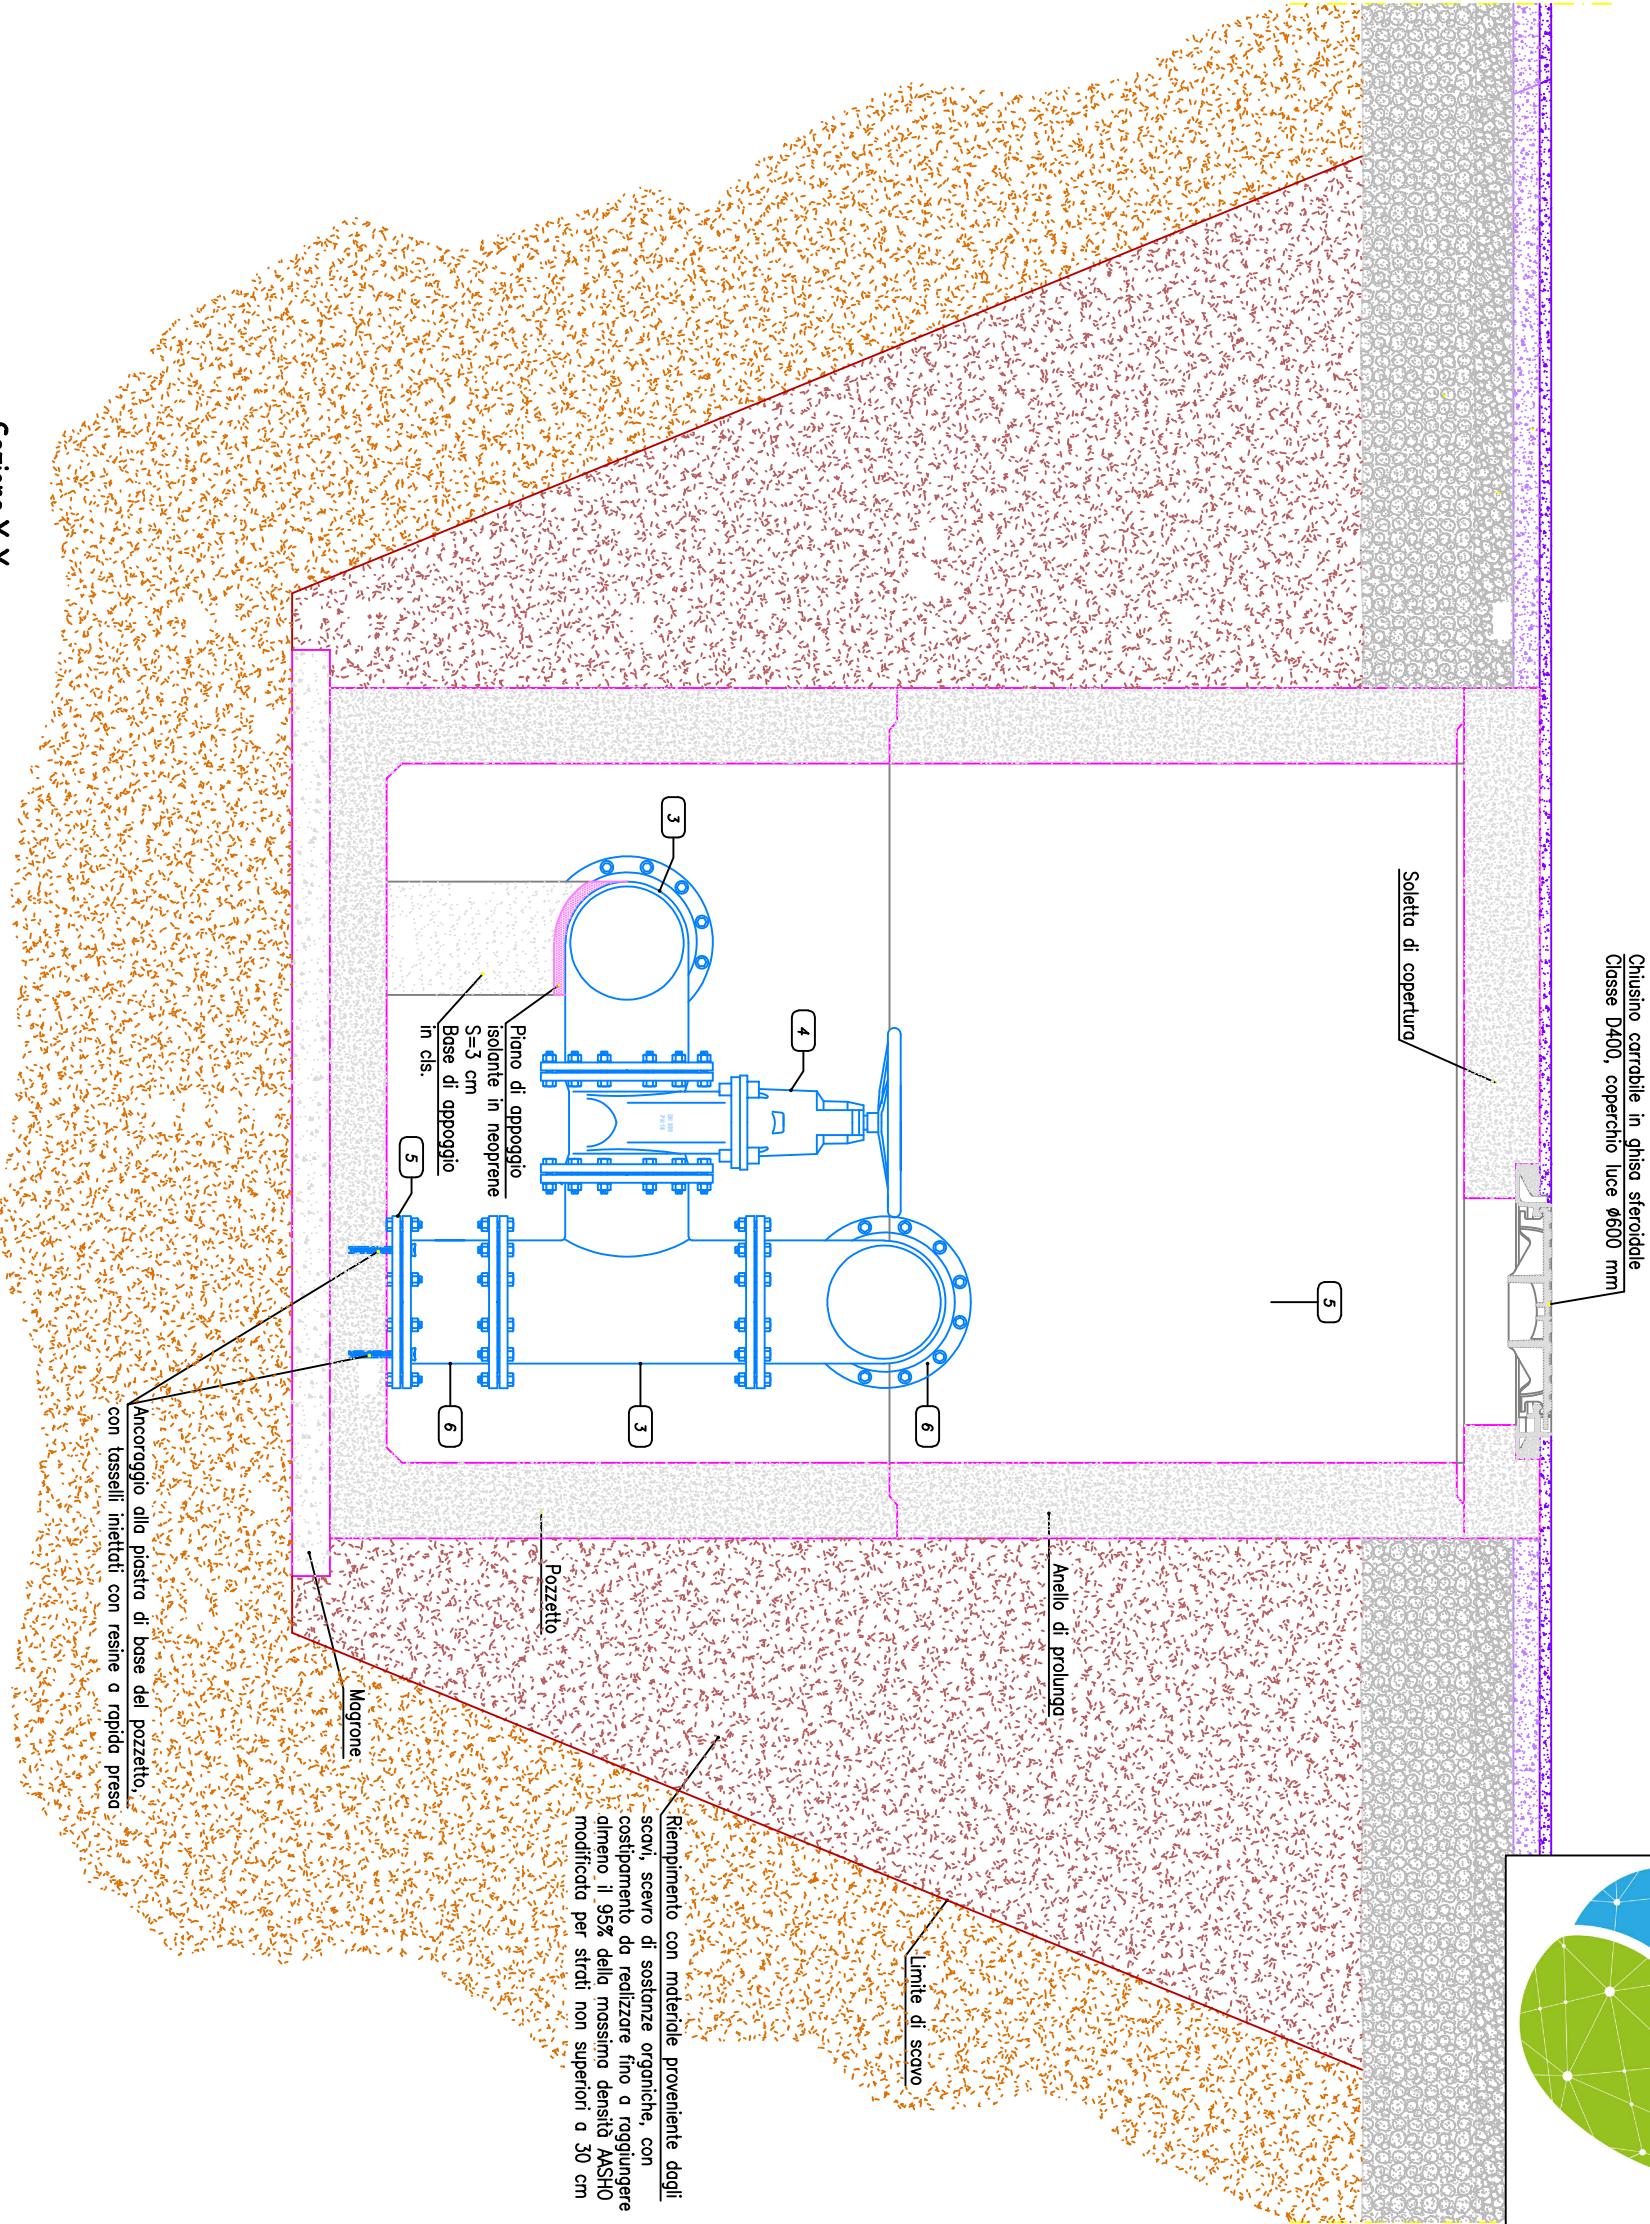 Chiusino carrabile in ghisa sferoidale
Classe D400, coperchio luce ø600 mm
Soletta di copertura
5
4
3
6
3
6
5
Piano di appoggio
isolante in neoprene
S=3 cm
Base di appoggio
in cls.
Anello di prolunga
Pozzetto
Limite di scavo
Riempimento con materiale proveniente dagli
scavi, scevro di sostanze organiche, con
costipamento da realizzare fino a raggiungere
almeno il 95% della massima densità AASHO
modificata per strati non superiori a 30 cm
Magrone
Ancoraggio alla piastra di base del pozzetto,
con tasselli iniettati con resine a rapida presa